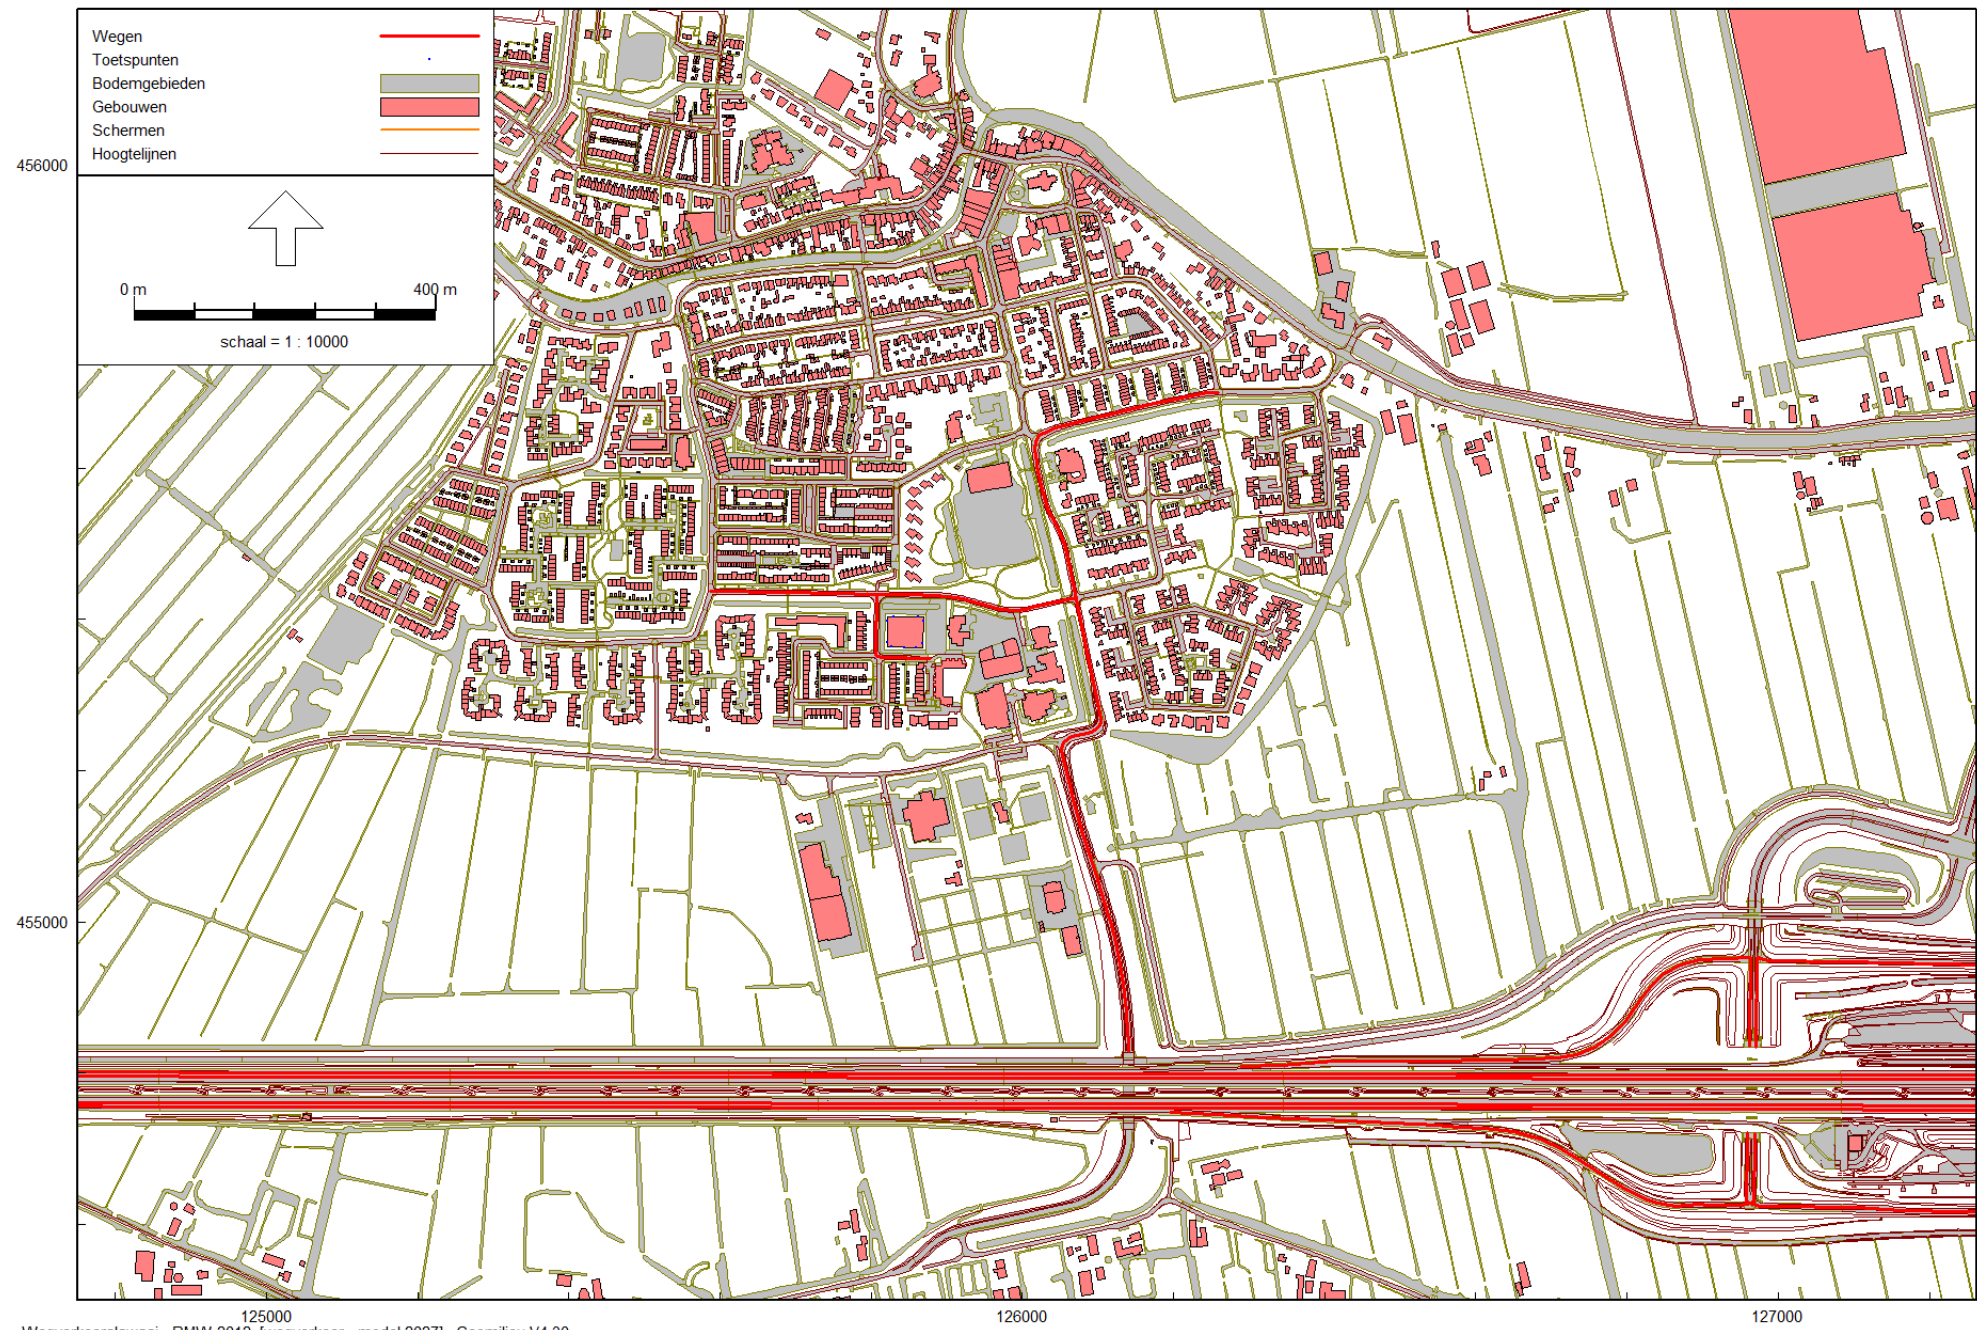 Wegen
Toetspunten
Bodemgebieden
Gebouwen
Schermen
Hoogtelijnen
456000
0 m 400 m
schaal = 1 : 10000
455000
125000 126000 127000